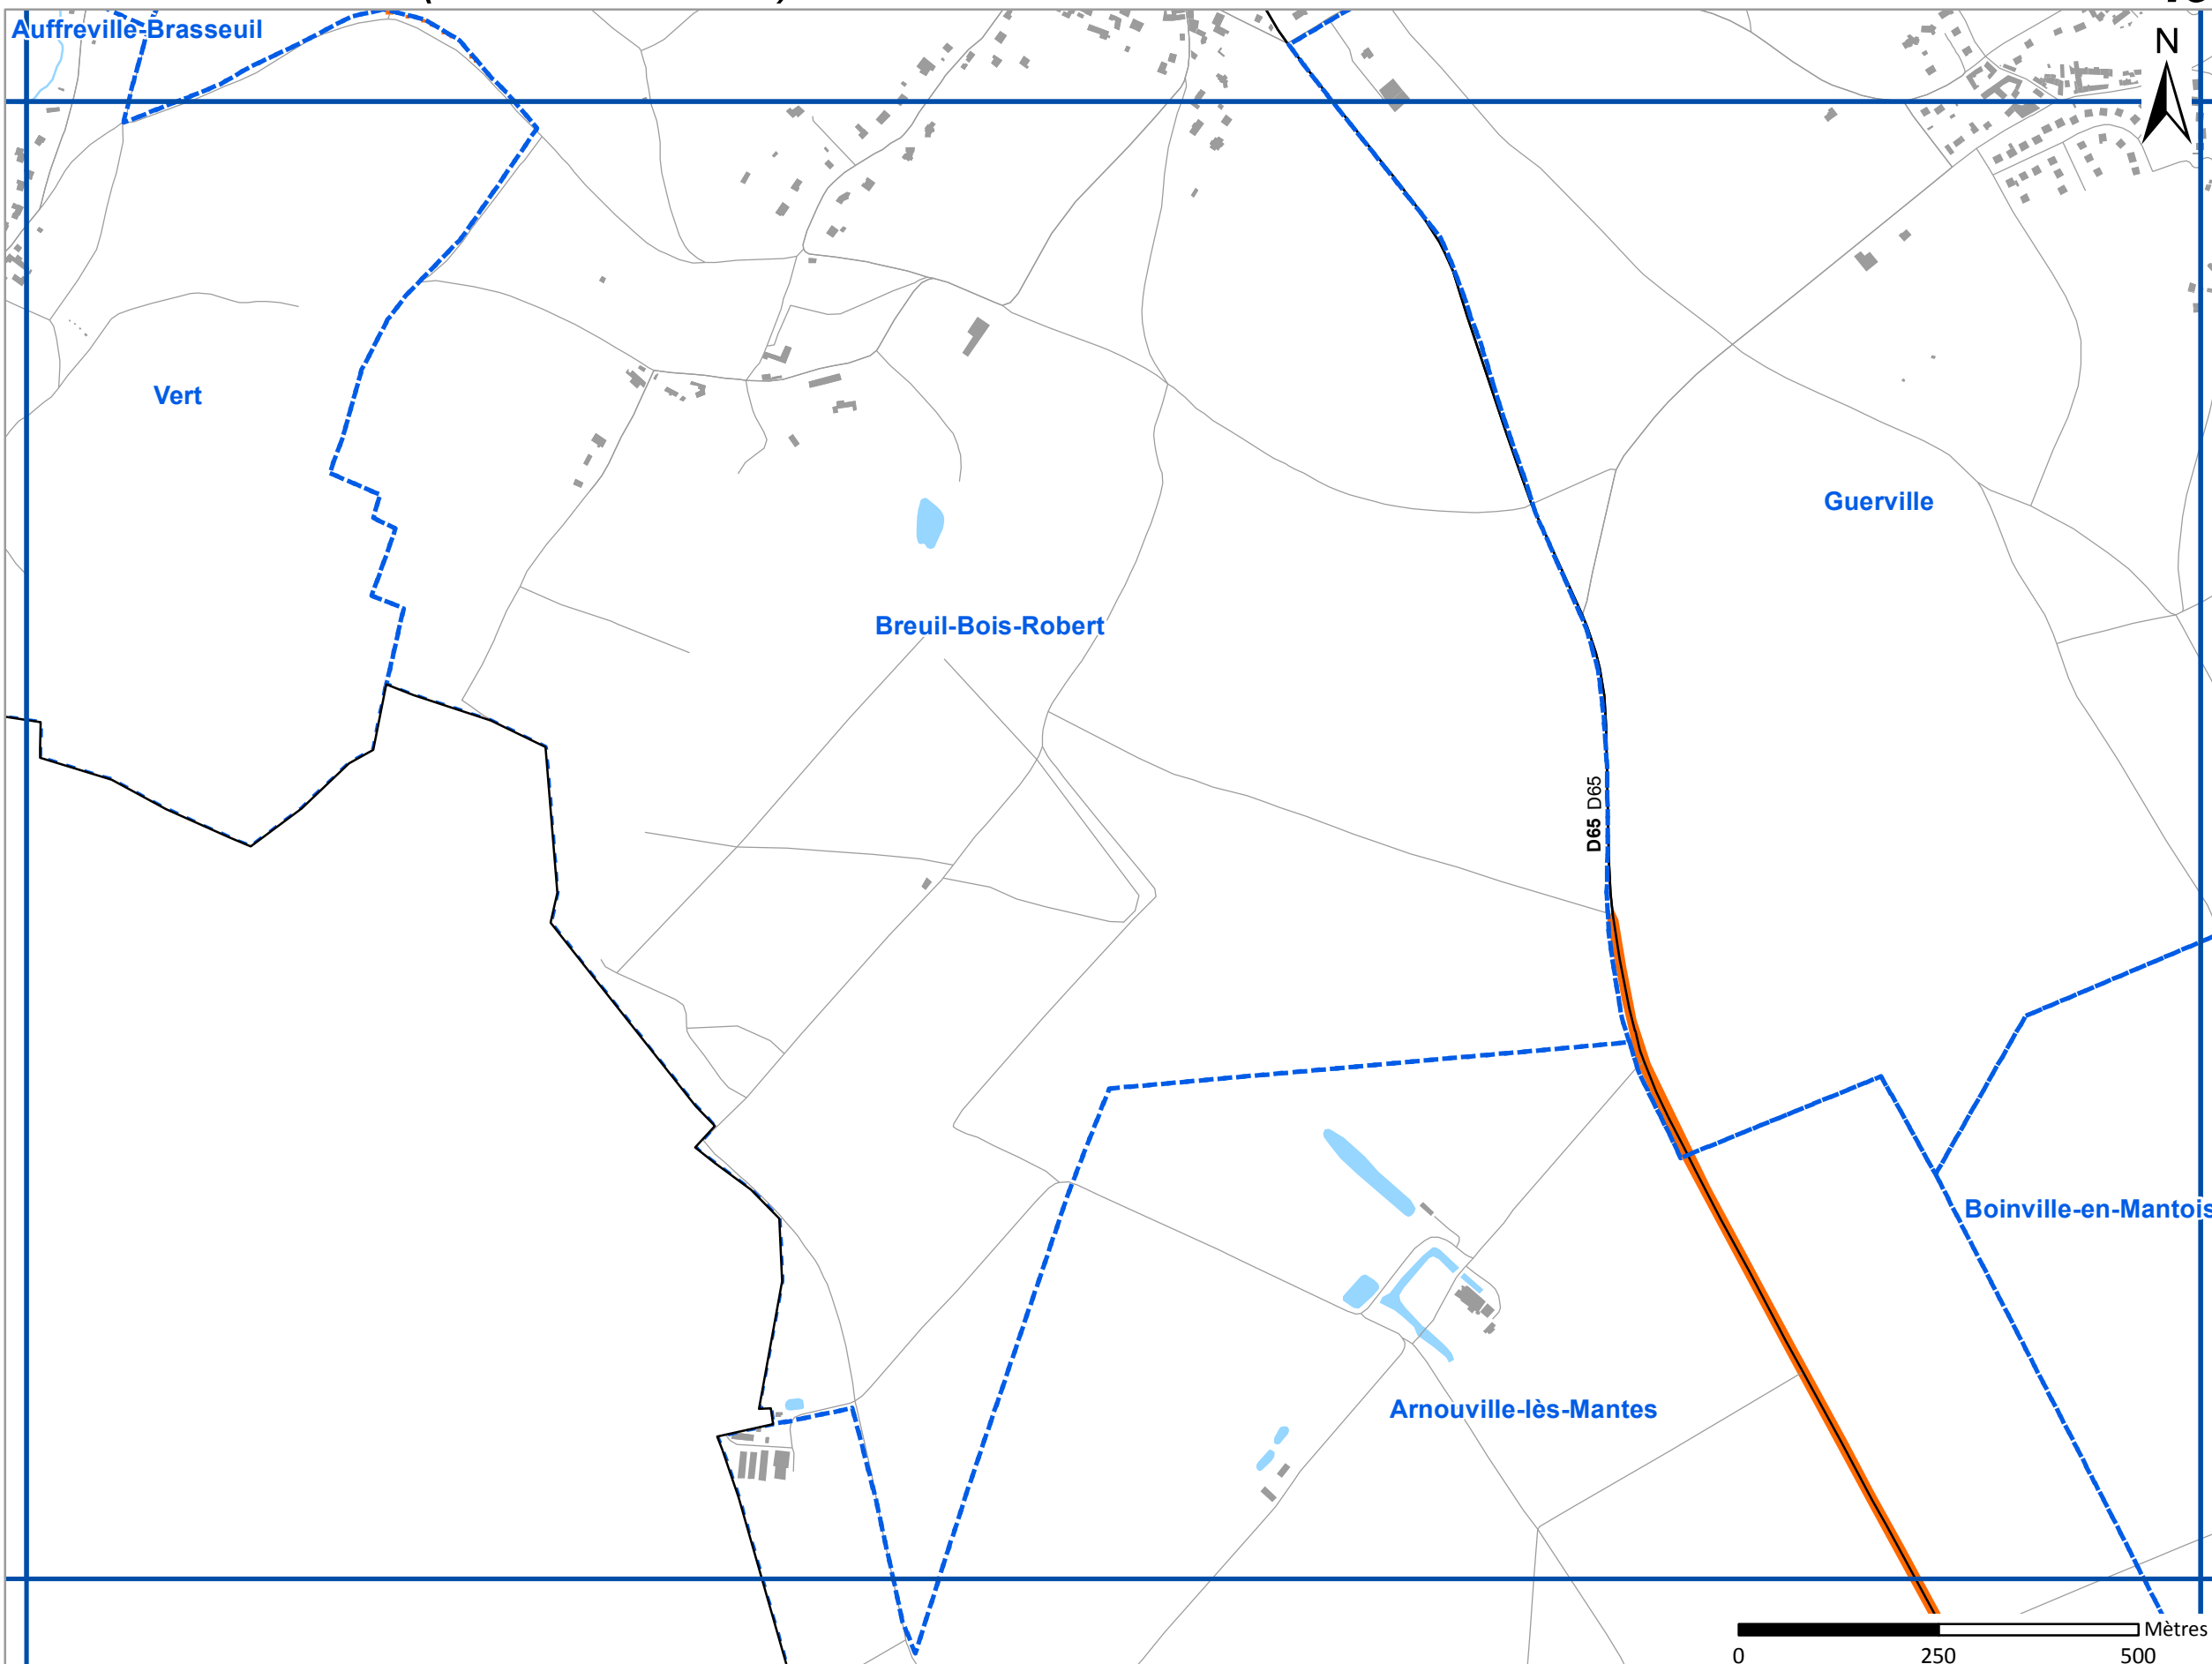 Auffreville-Brasseuil
N
Vert
Guerville
Breuil-Bois-Robert
D65 D65
Boinville-en-Mantois
Arnouville-lès-Mantes
Mètres
0 250 500